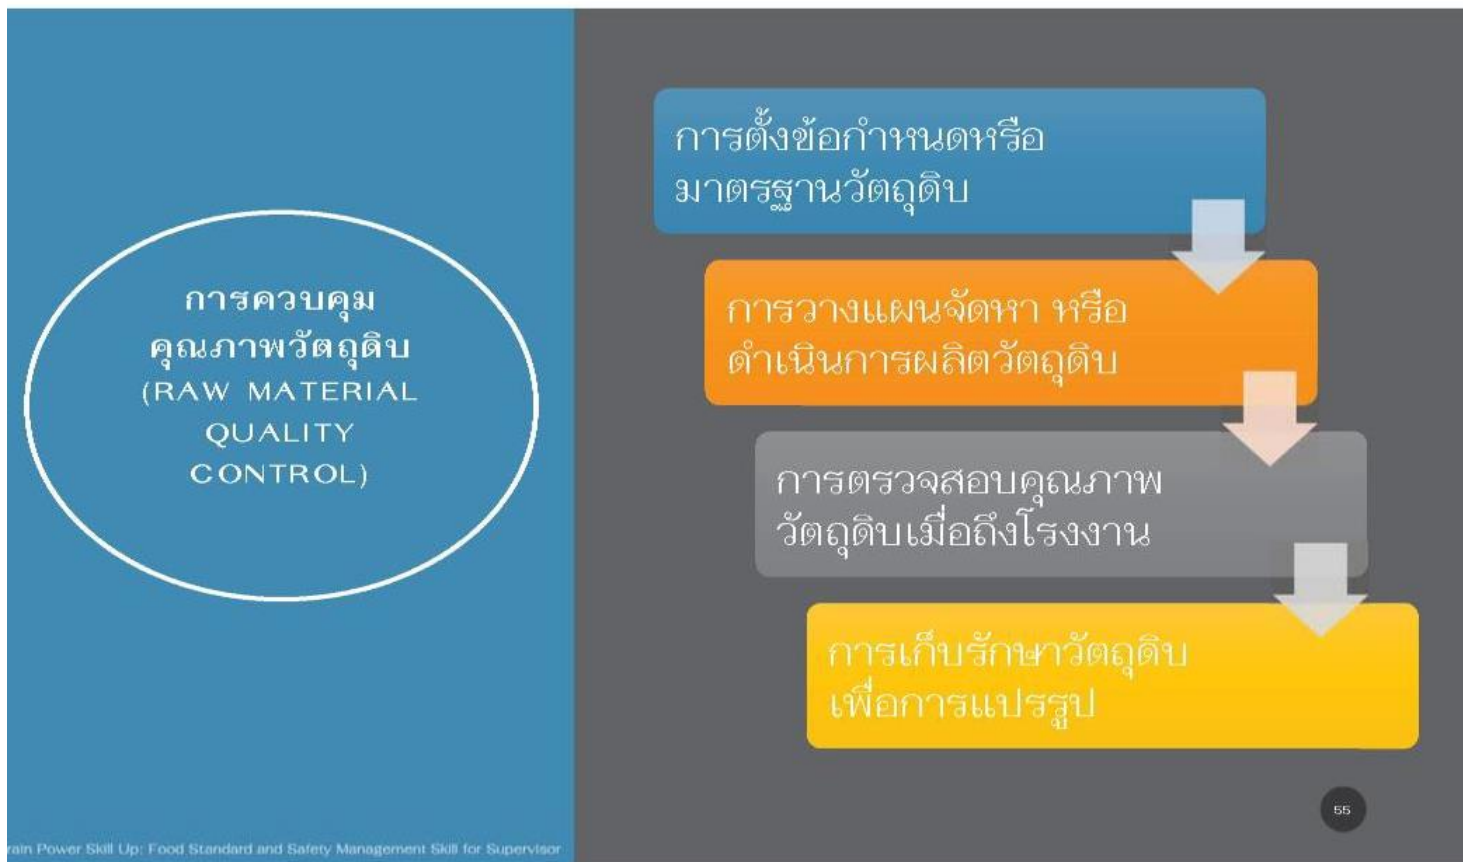 การควบคุม
คุณภาพวัตถุดิบ
(RAW MATERIAL
QUALITY
CONTROL)
การตั้งข้อกำหนดหรือ
มาตรฐานวัตถุดิบ
การวางแผนจัดหา หรือ
ดำเนินการผลิตวัตถุดิบ
การตรวจสอบคุณภาพ
วัตถุดิบเมื่อถึงโรงงาน
การเก็บรักษาวัตถุดิบ
เพื่อการแปรรูป
55
rain Power Skill Up: Food Standard and Safety Management Skill for Supervisor